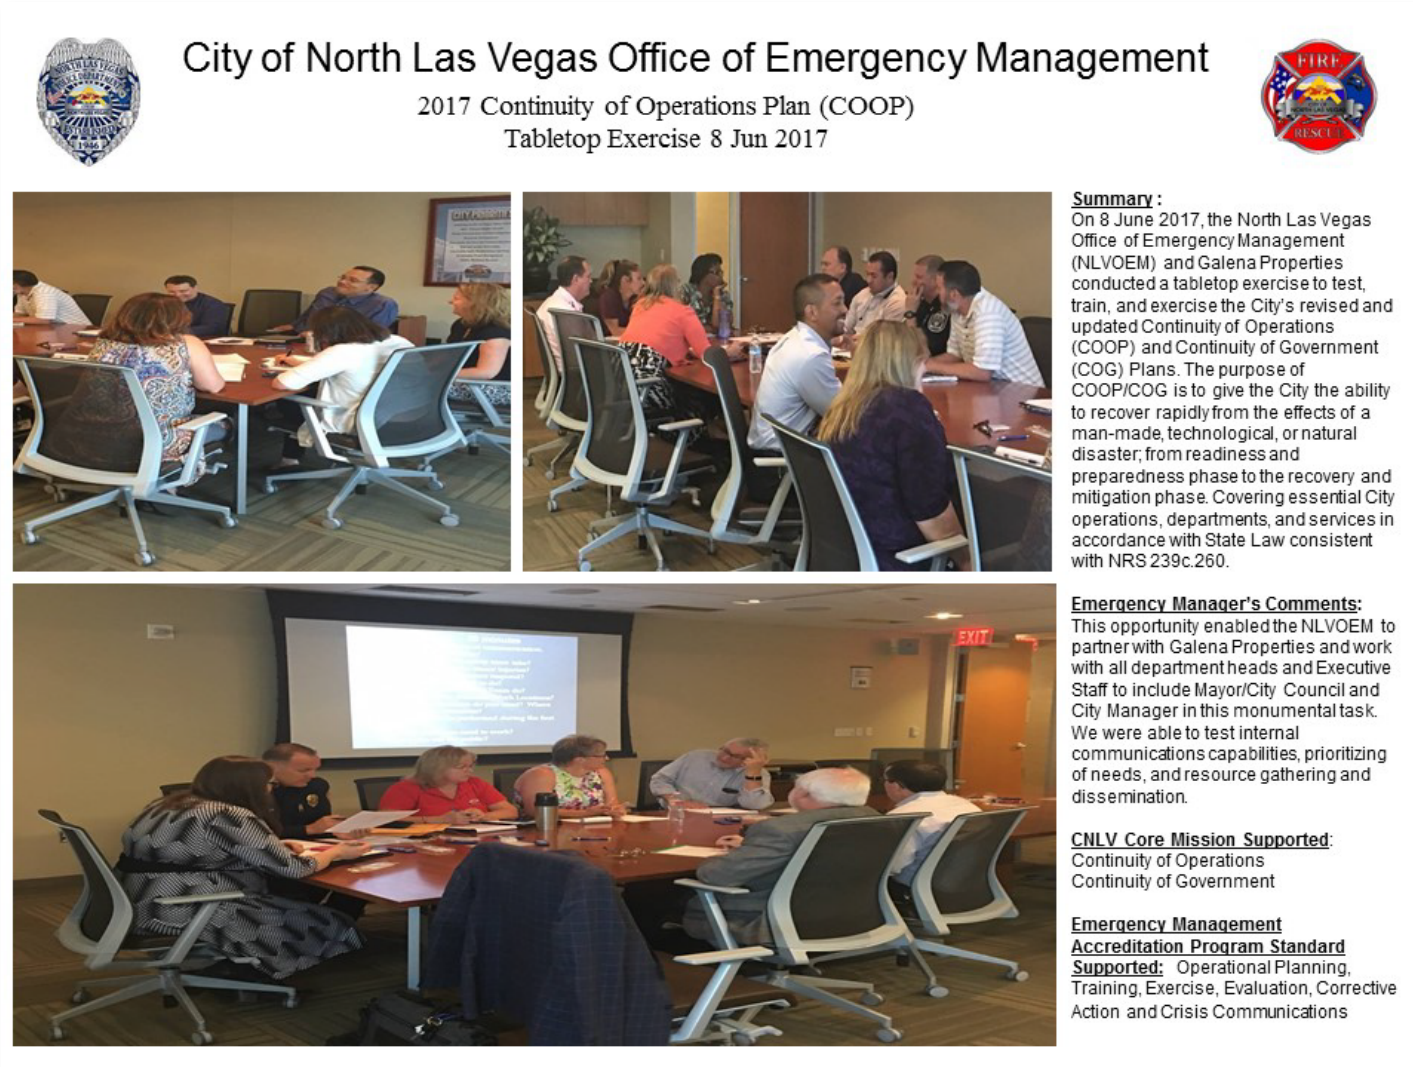 City of North Las Vegas Office of Emergency Management
2017 Continuity of Operations Plan (COOP)
Tabletop Exercise 8 Jun 2017
NORTH LAS VEGAS
ESTABLISHED
1946
FIRE
CITY OF
NORTH LAS VEGAS
RESCUE
EXIT
Summary :
On 8 June 2017, the North Las Vegas
Office of Emergency Management
(NLVOEM) and Galena Properties
conducted a tabletop exercise to test,
train, and exercise the City's revised and
updated Continuity of Operations
(COOP) and Continuity of Government
(COG) Plans. The purpose of
COOP/COG is to give the City the ability
to recover rapidly from the effects of a
man-made, technological, or natural
disaster; from readiness and
preparedness phase to the recovery and
mitigation phase. Covering essential City
operations, departments, and services in
accordance with State Law consistent
with NRS 239c.260.
Emergency Manager's Comments:
This opportunity enabled the NLVOEM to
partner with Galena Properties and work
with all department heads and Executive
Staff to include Mayor/City Council and
City Manager in this monumental task.
We were able to test internal
communications capabilities, prioritizing
of needs, and resource gathering and
dissemination.
CNLV Core Mission Supported:
Continuity of Operations
Continuity of Government
Emergency Management
Accreditation Program Standard
Supported: Operational Planning,
Training, Exercise, Evaluation, Corrective
Action and Crisis Communications